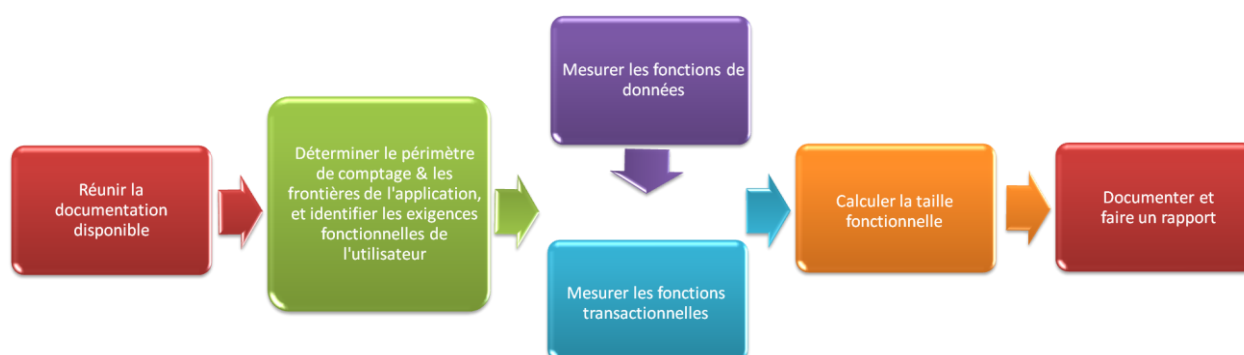 Réunir la
documentation
disponible
Déterminer le périmètre
de comptage & les
frontières de l'application,
et identifier les exigences
fonctionnelles de
l'utilisateur
Mesurer les fonctions de
données
Mesurer les fonctions
transactionnelles
Calculer la taille
fonctionnelle
Documenter et
faire un rapport